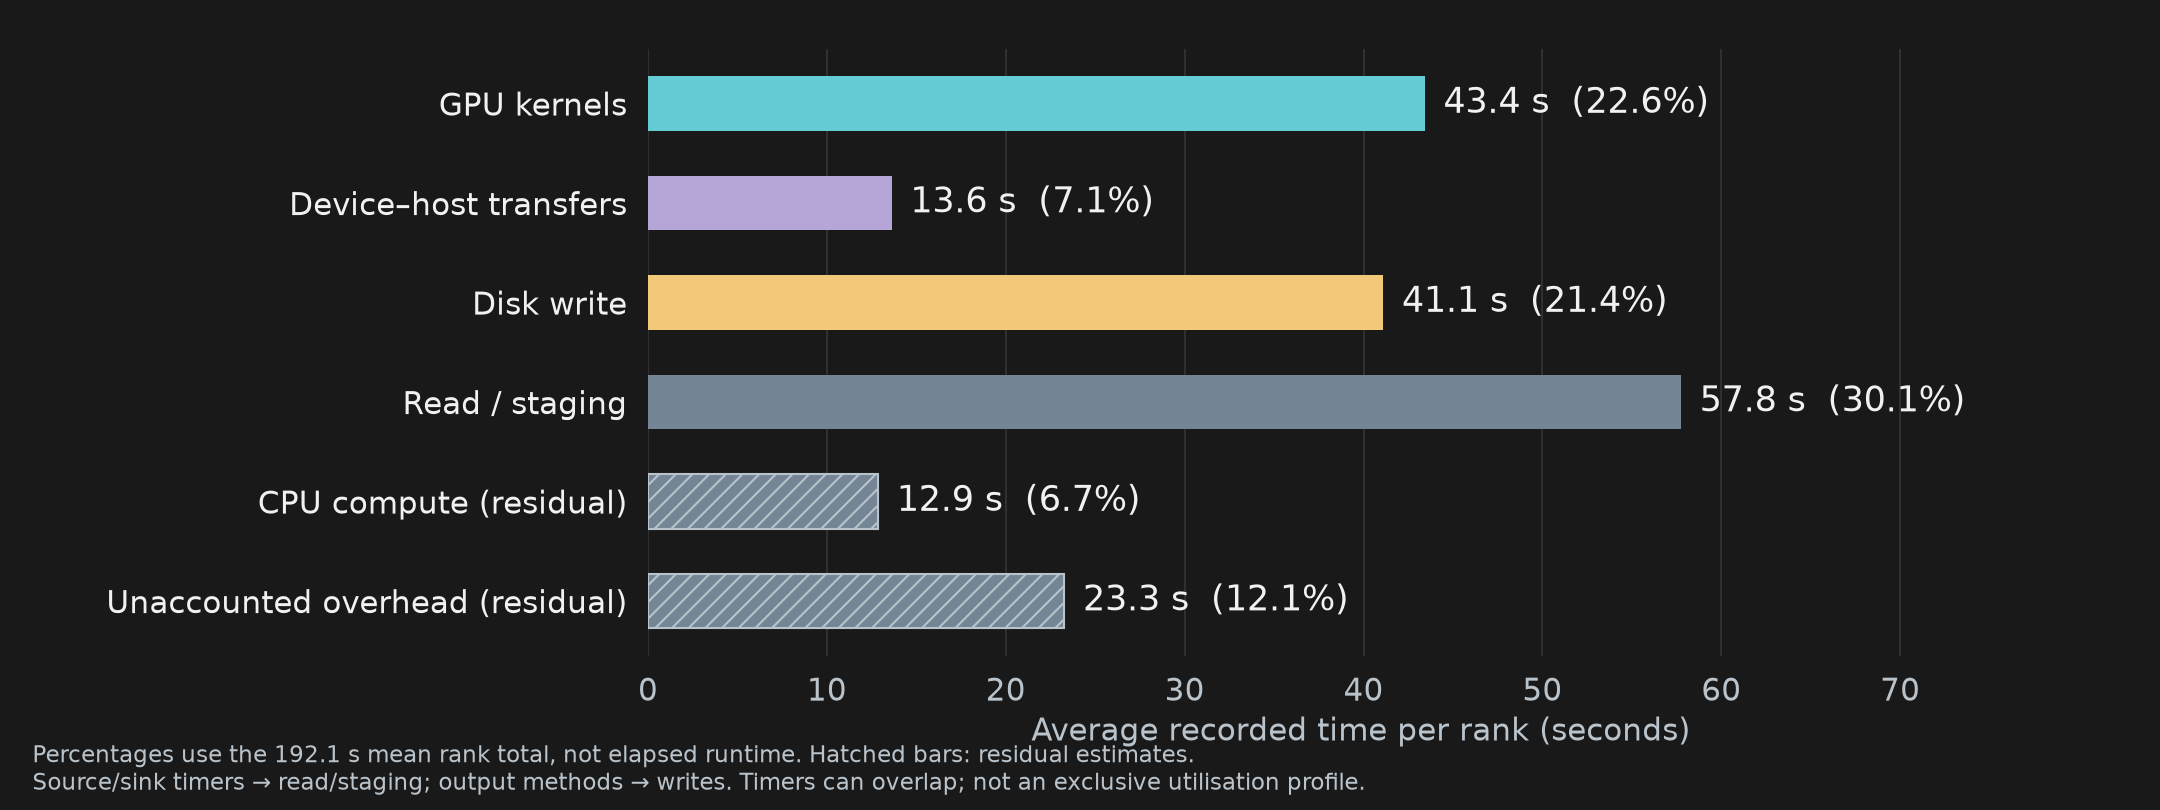 GPU kernels 43.4 s (22.6%)
Device–host transfers 13.6 s (7.1%)
Disk write 41.1 s (21.4%)
Read / staging 57.8 s (30.1%)
CPU compute (residual) 12.9 s (6.7%)
Unaccounted overhead (residual) 23.3 s (12.1%)
0 10 20 30 40 50 60 70
Average recorded time per rank (seconds)
Percentages use the 192.1 s mean rank total, not elapsed runtime. Hatched bars: residual estimates.
Source/sink timers → read/staging; output methods → writes. Timers can overlap; not an exclusive utilisation profile.